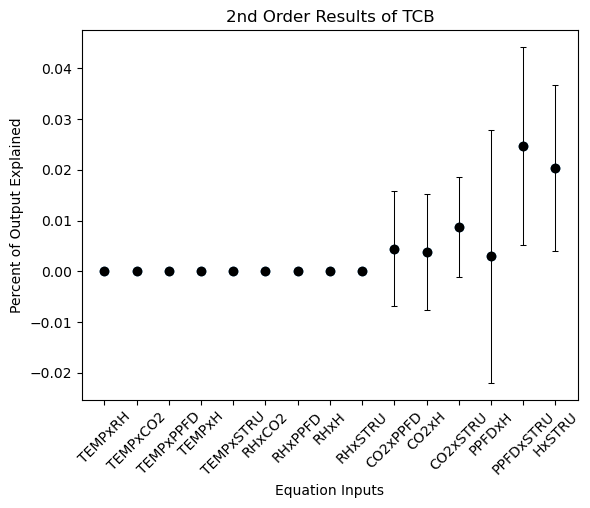 2nd Order Results of TCB
Percent of Output Explained
0.04
0.03
0.02
0.01
0.00
−0.01
−0.02
TEMPxRH
TEMPxCO2
TEMPxPPFD
TEMPxH
TEMPxSTRU
RHxCO2
RHxPPFD
RHxH
RHxSTRU
CO2xPPFD
CO2xH
CO2xSTRU
PPFDxH
PPFDxSTRU
HxSTRU
Equation Inputs